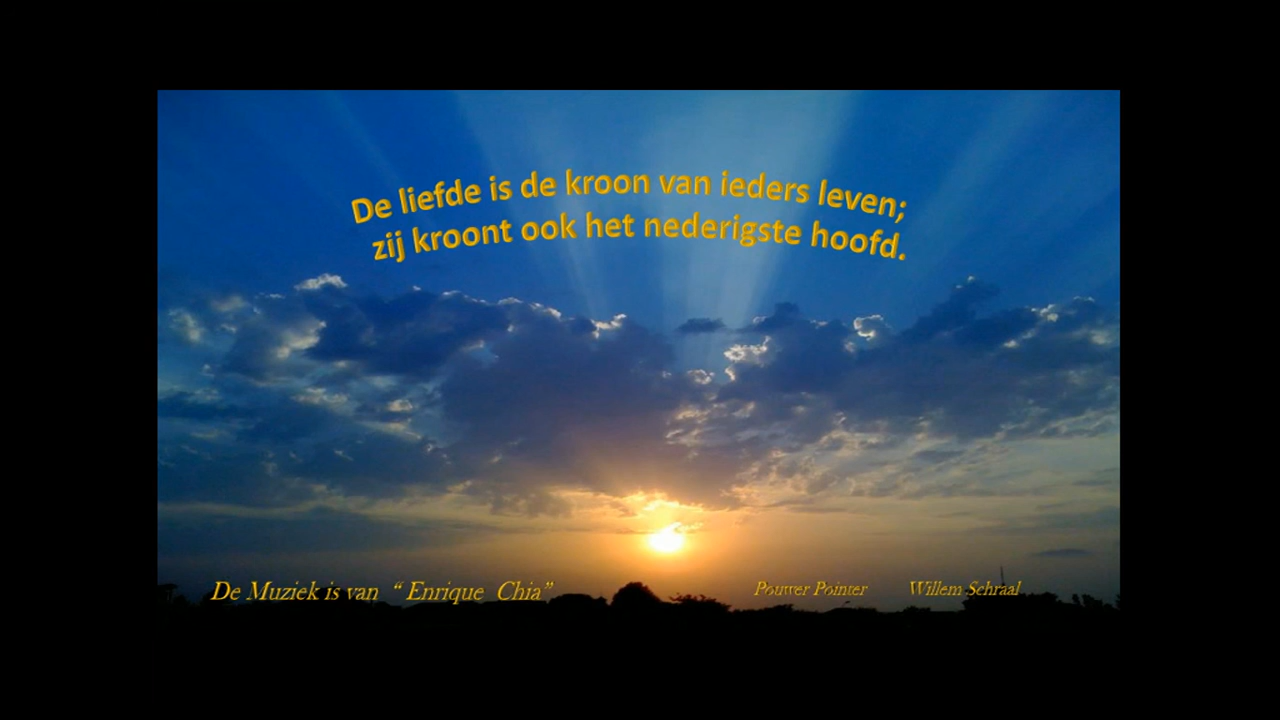 De liefde is de kroon van ieders leven;
zij kroont ook het nederigste hoofd.
De Muziek is van “ Enrique Chia”
Pouwer Pointer Willem Schraal